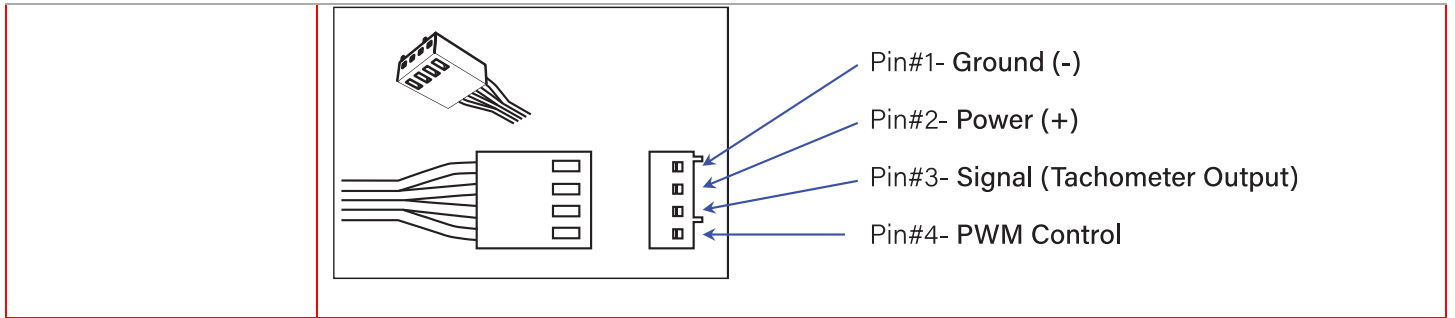 Pin#1- Ground (-)
Pin#2- Power (+)
Pin#3- Signal (Tachometer Output)
Pin#4- PWM Control